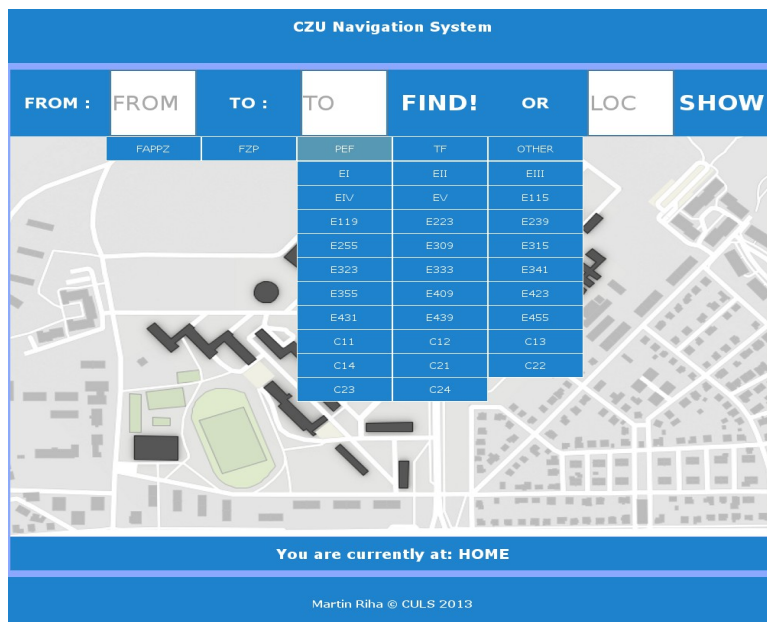 CZU Navigation System
FROM : FROM TO : TO FIND! OR LOC SHOW
FAPPZ FZP PEF TF OTHER
EI EII EIII
EIV EV E115
E119 E223 E239
E255 E309 E315
E323 E333 E341
E355 E409 E423
E431 E439 E455
C11 C12 C13
C14 C21 C22
C23 C24
You are currently at: HOME
Martin Riha © CULS 2013